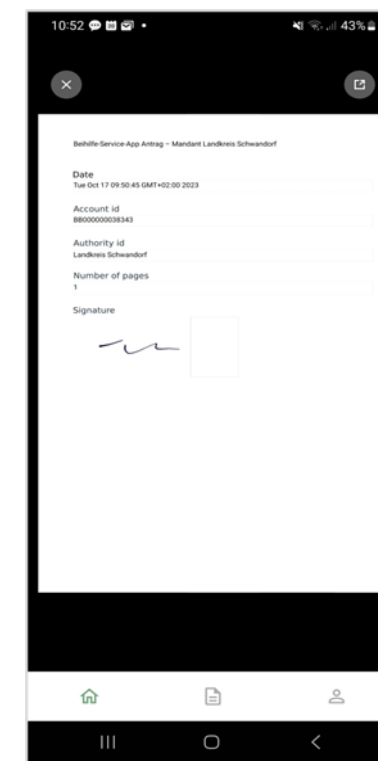 10:52
43%
Beihilfe-Service-App Antrag – Mandant Landkreis Schwandorf
Date
Tue Oct 17 09:50:45 GMT+02:00 2023
Account id
BB000000038343
Authority id
Landkreis Schwandorf
Number of pages
1
Signature